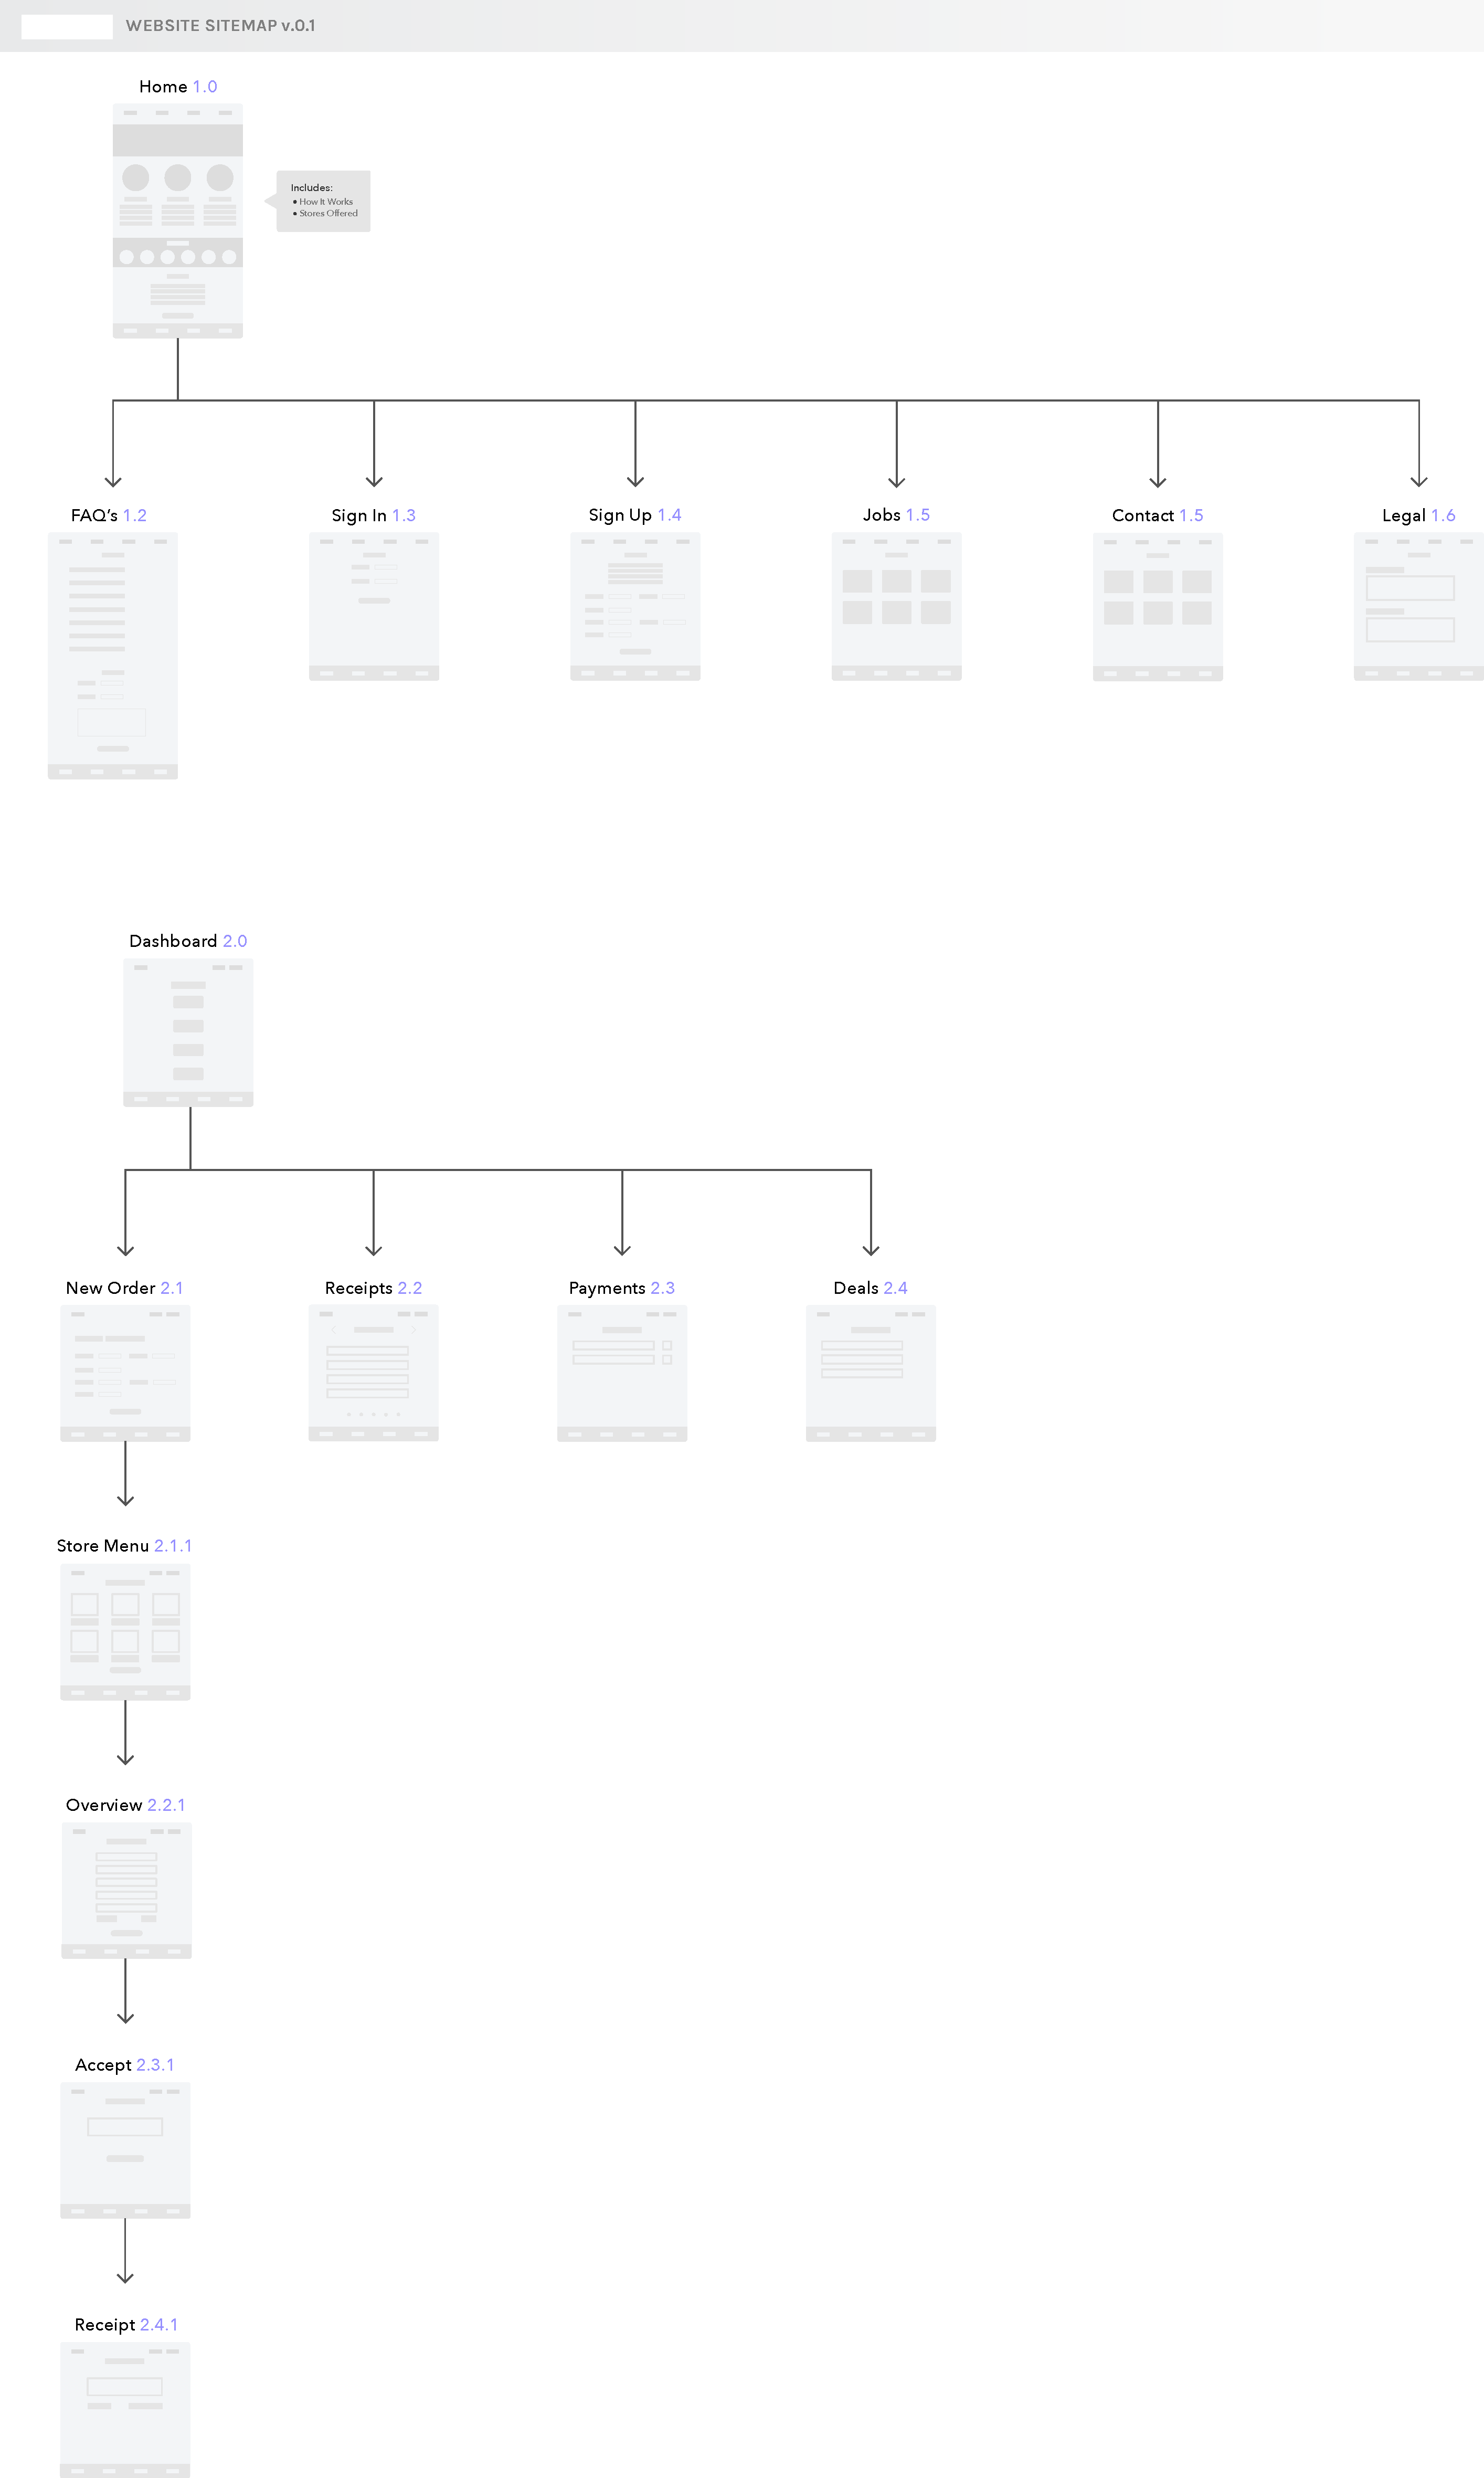 WEBSITE SITEMAP v.0.1
Home 1.0
Includes:
• How It Works
• Stores Offered
FAQ's 1.2
Sign In 1.3
Sign Up 1.4
Jobs 1.5
Contact 1.5
Legal 1.6
Dashboard 2.0
New Order 2.1
Receipts 2.2
Payments 2.3
Deals 2.4
Store Menu 2.1.1
Overview 2.2.1
Accept 2.3.1
Receipt 2.4.1